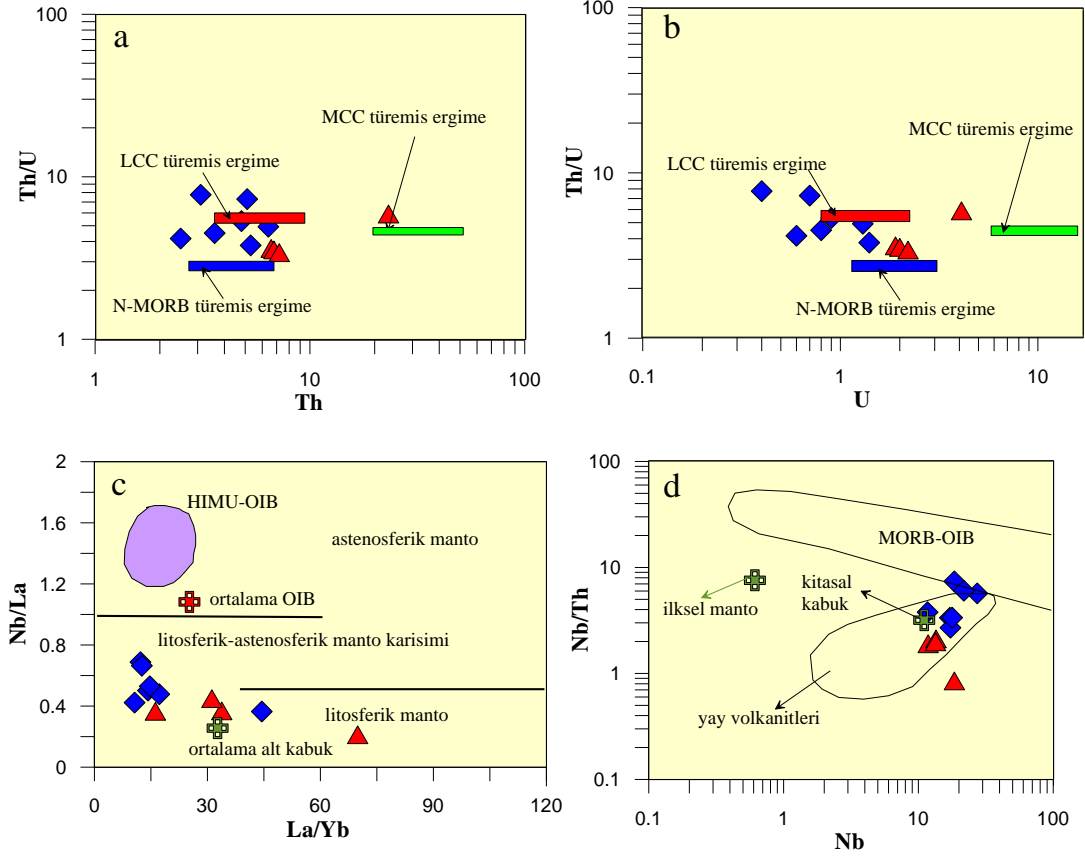 a
100
10
1
Th/U
MCC türemis ergime
LCC türemis ergime
N-MORB türemis ergime
1
10
100
Th
b
100
10
1
Th/U
MCC türemis ergime
LCC türemis ergime
N-MORB türemis ergime
0.1
1
10
U
c
2
1.6
1.2
0.8
0.4
0
Nb/La
HIMU-OIB
astenosferik manto
ortalama OIB
litosferik-astenosferik manto karisimi
litosferik manto
ortalama alt kabuk
0
30
60
90
120
La/Yb
d
100
10
1
0.1
Nb/Th
MORB-OIB
kitasal
kabuk
ilksel manto
yay volkanitleri
0.1
1
10
100
Nb